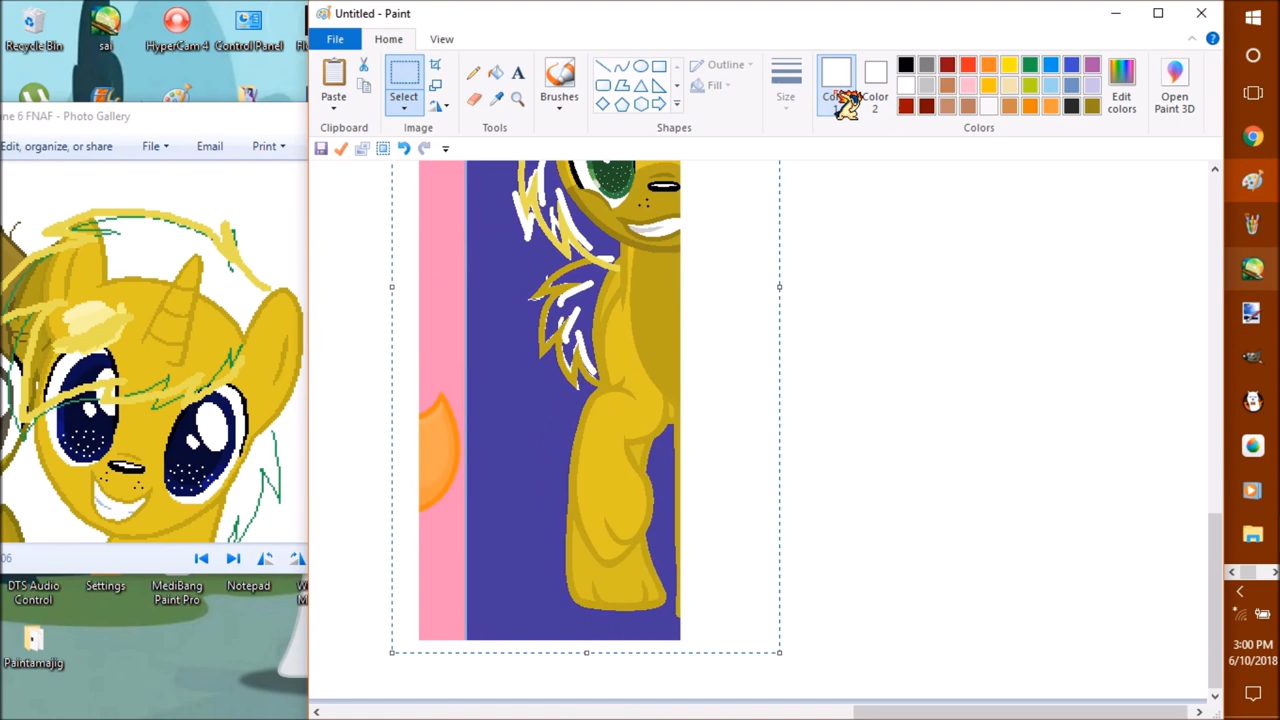 Recycle Bin
sai
HyperCam 4
Control Panel
Untitled - Paint
File
Home
View
Paste
Select
Brushes
Outline
Fill
Size
Color
2
Edit
colors
Open
Paint 3D
Clipboard
Image
Tools
Shapes
Colors
ane 6 FNAF - Photo Gallery
Edit, organize, or share
File
Email
Print
06
DTS Audio
Control
Settings
MediBang
Paint Pro
Notepad
Paintamajig
3:00 PM
6/10/2018